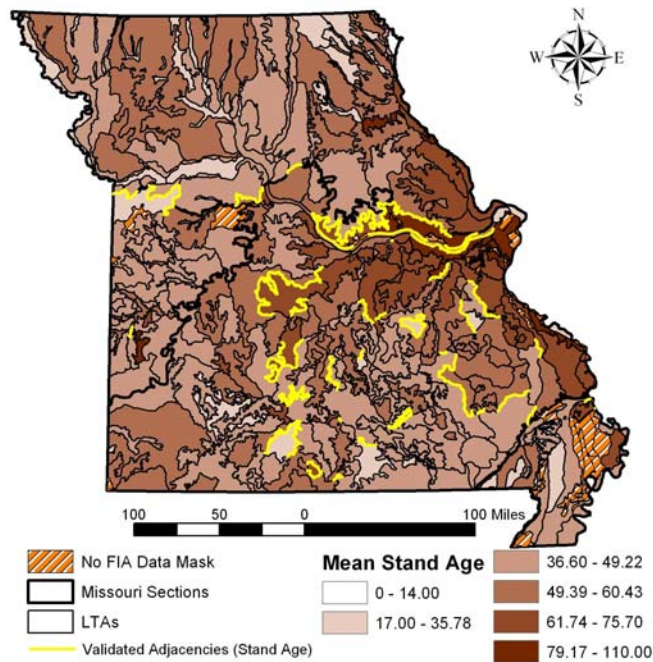 N
W E
S
100 50 0 100 Miles
No FIA Data Mask
Missouri Sections
LTAs
Validated Adjacencies (Stand Age)
Mean Stand Age
0 - 14.00
17.00 - 35.78
36.60 - 49.22
49.39 - 60.43
61.74 - 75.70
79.17 - 110.00